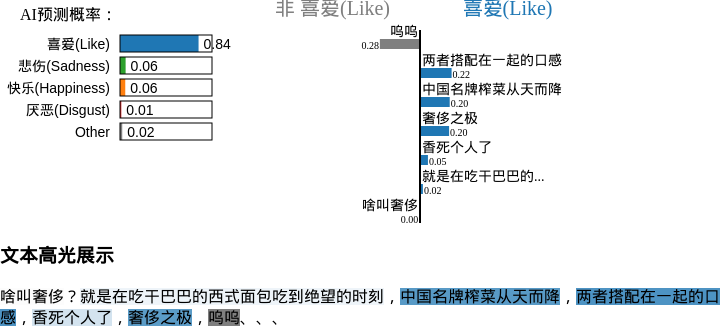 AI预测概率：
喜爱(Like) 0.84
悲伤(Sadness) 0.06
快乐(Happiness) 0.06
厌恶(Disgust) 0.01
Other 0.02
非 喜爱(Like) 喜爱(Like)
呜呜
0.28
两者搭配在一起的口感
0.22
中国名牌榨菜从天而降
0.20
奢侈之极
0.20
香死个人了
0.05
就是在吃干巴巴的...
0.02
啥叫奢侈
0.00
文本高光展示
啥叫奢侈？就是在吃干巴巴的西式面包吃到绝望的时刻，中国名牌榨菜从天而降，两者搭配在一起的口
感，香死个人了，奢侈之极，呜呜、、、